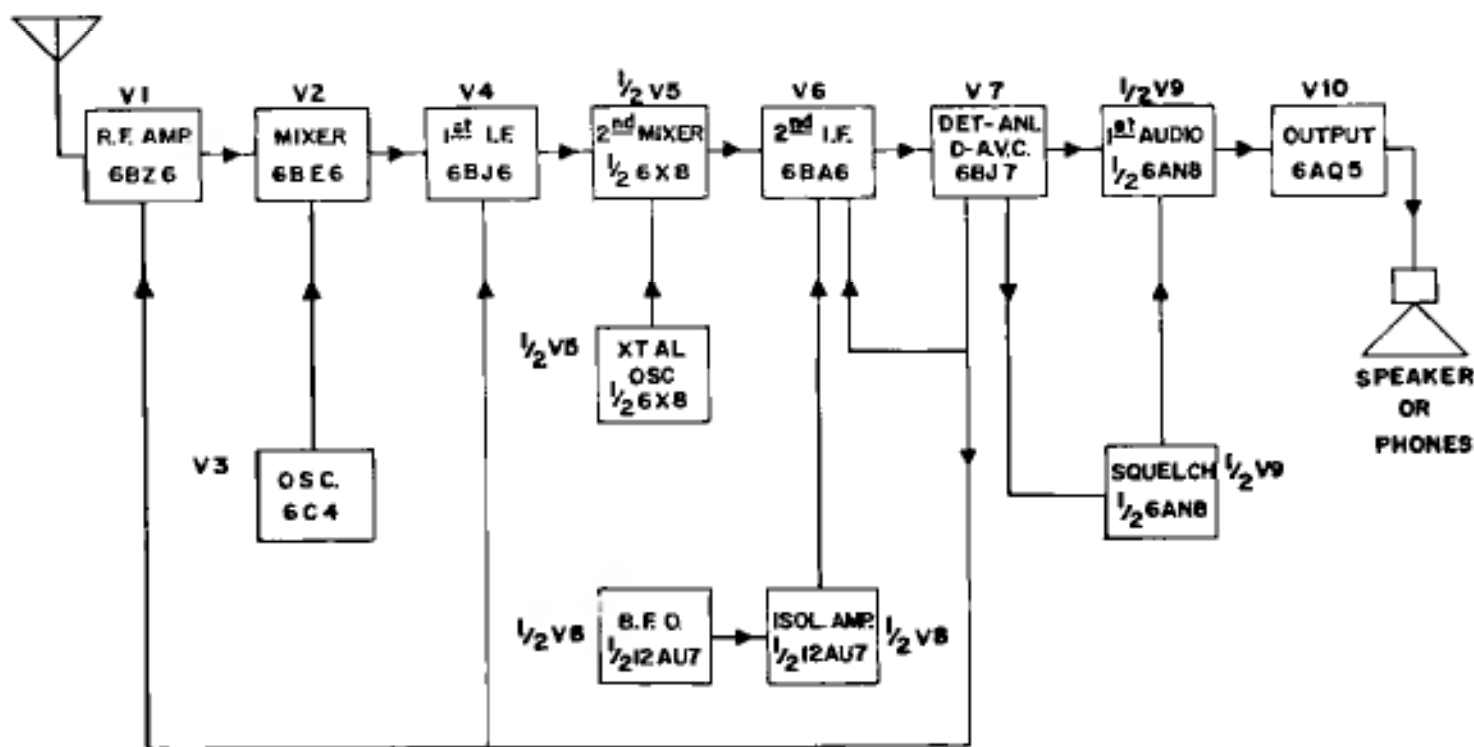 V1
R.F. AMP.
6BZ6
V2
MIXER
6BE6
V4
1st I.F.
6BJ6
1/2 V5
2nd MIXER
1/2 6X8
V6
2nd I.F.
6BA6
V7
DET-ANL
D-A.V.C.
6BJ7
1/2 V9
1st AUDIO
1/2 6AN8
V10
OUTPUT
6AQ5
SPEAKER
OR
PHONES
1/2 V5
XTAL
OSC
1/2 6X8
V3
OSC.
6C4
SQUELCH
1/2 6AN8
1/2 V9
1/2 V8
B.F.O.
1/2 12AU7
ISOL. AMP.
1/2 12AU7
1/2 V8